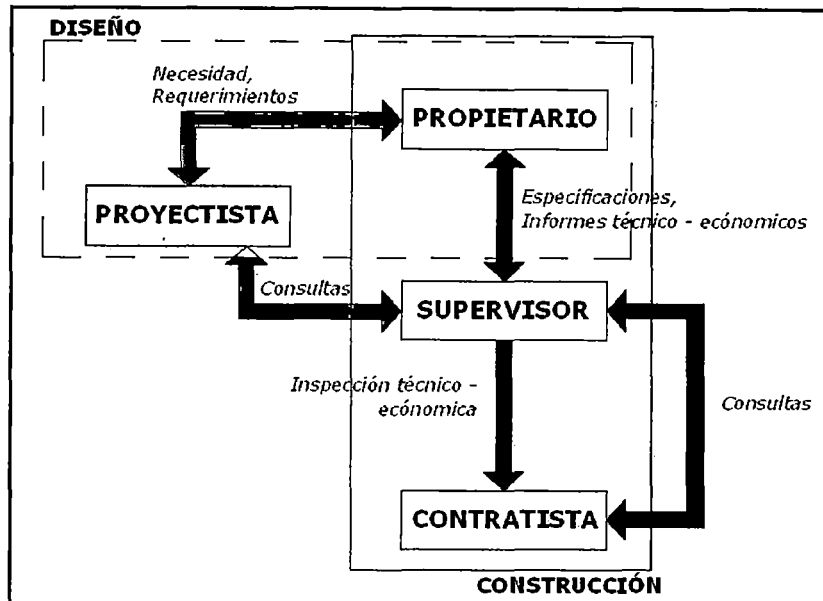 DISEÑO
Necesidad,
Requerimientos
PROPIETARIO
PROYECTISTA
Especificaciones,
Informes técnico - ecónomicos
Consultas
SUPERVISOR
Inspección técnico -
ecónomica
Consultas
CONTRATISTA
CONSTRUCCIÓN